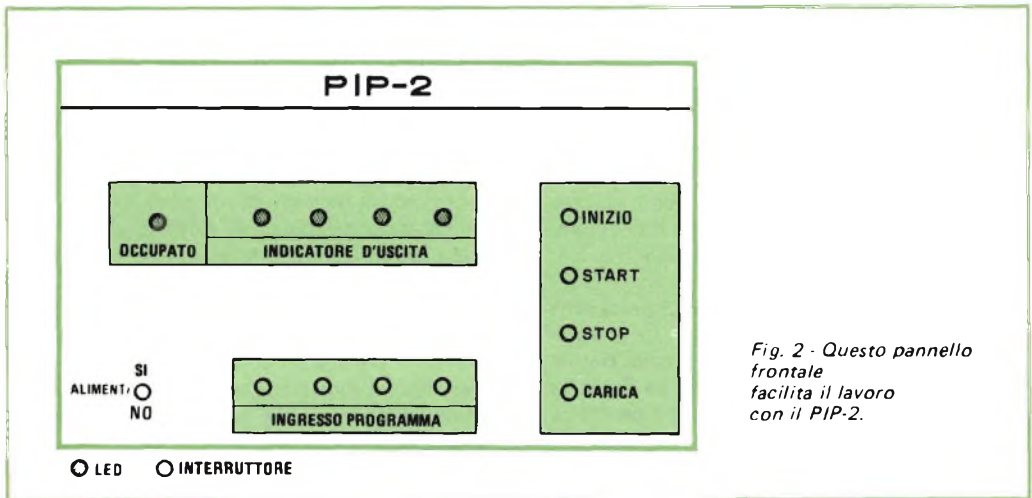 PIP-2
OCCUPATO
INDICATORE D'USCITA
INIZIO
START
STOP
CARICA
SI
ALIMENT.
NO
INGRESSO PROGRAMMA
LED INTERRUTTORE
Fig. 2 - Questo pannello
frontale
facilita il lavoro
con il PIP-2.